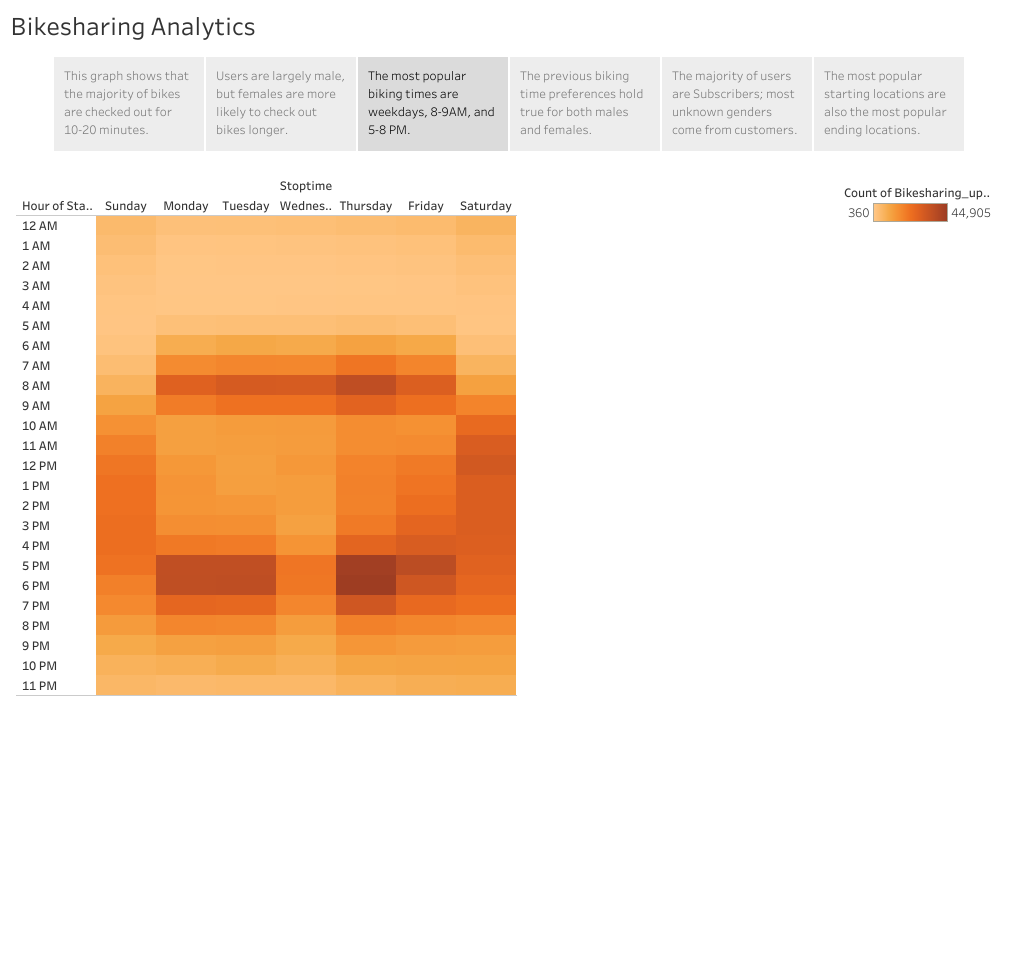 Bikesharing Analytics
This graph shows that
the majority of bikes
are checked out for
10-20 minutes.
Users are largely male,
but females are more
likely to check out
bikes longer.
The most popular
biking times are
weekdays, 8-9AM, and
5-8 PM.
The previous biking
time preferences hold
true for both males
and females.
The majority of users
are Subscribers; most
unknown genders
come from customers.
The most popular
starting locations are
also the most popular
ending locations.
Stoptime
Hour of Sta.. Sunday Monday Tuesday Wednes.. Thursday Friday Saturday
12 AM
1 AM
2 AM
3 AM
4 AM
5 AM
6 AM
7 AM
8 AM
9 AM
10 AM
11 AM
12 PM
1 PM
2 PM
3 PM
4 PM
5 PM
6 PM
7 PM
8 PM
9 PM
10 PM
11 PM
Count of Bikesharing_up..
360 44,905